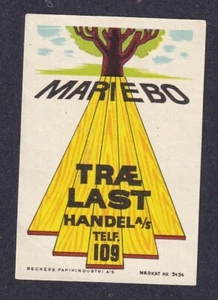 MARIEBO
TRÆ
LAST
HANDEL A/S
TELF.
109
BECKERS PAPIRINDUSTRI A/S MÆRKAT NR. 3454